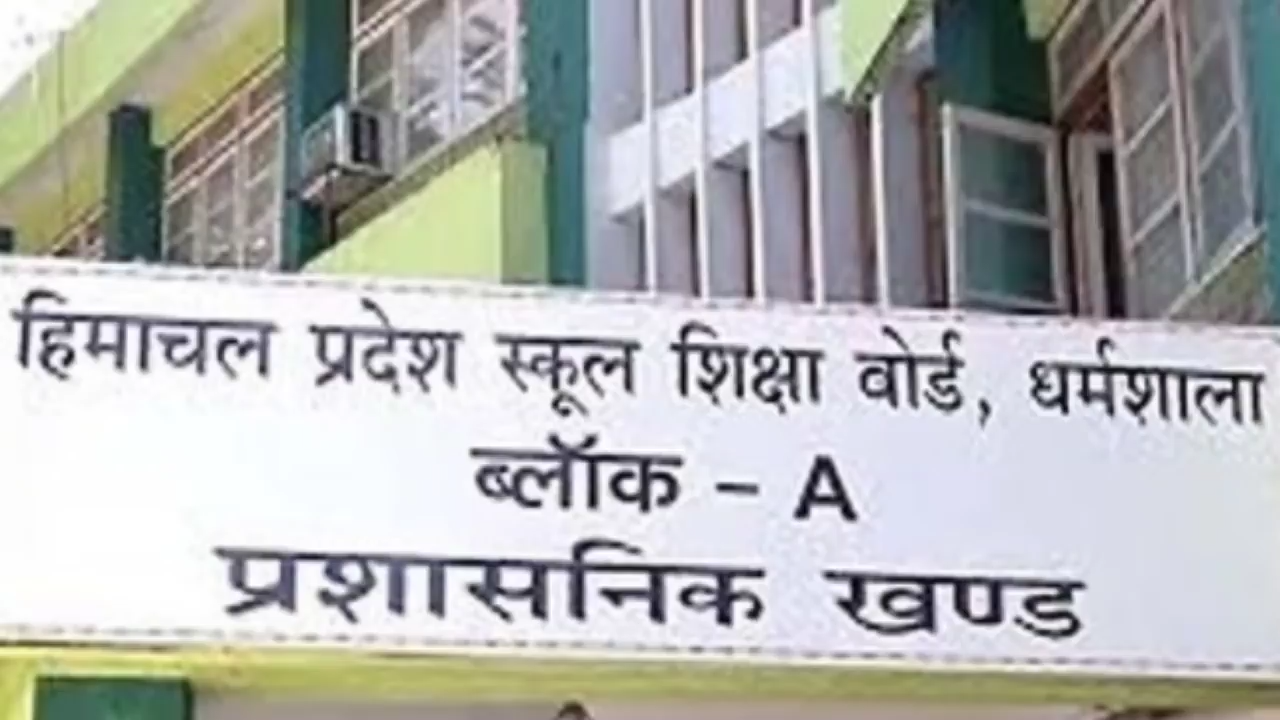 हिमाचल प्रदेश स्कूल शिक्षा वोर्ड, धर्मशाला
ब्लॉक – A
प्रशासनिक खण्ड